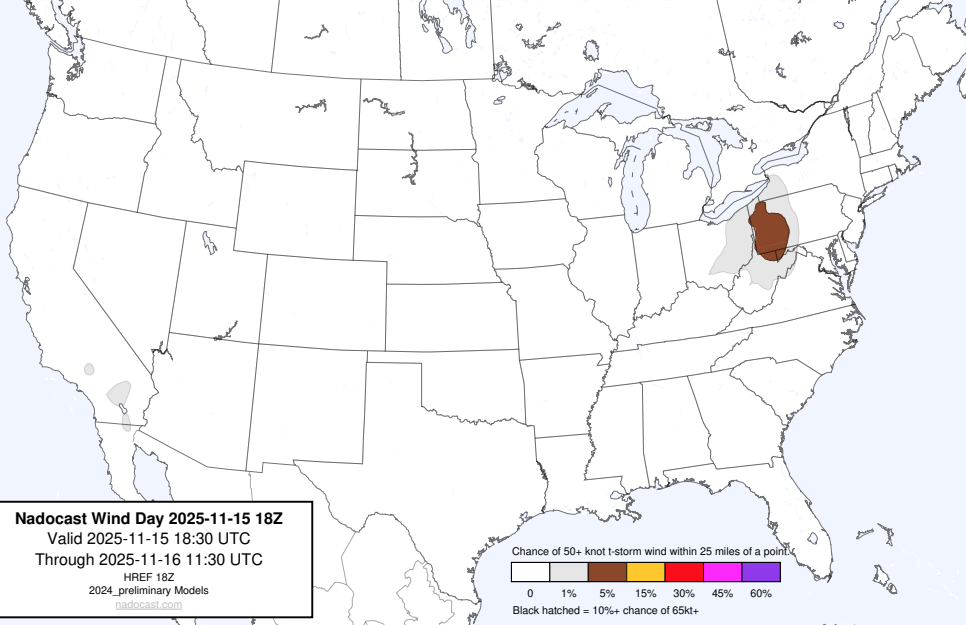 Nadocast Wind Day 2025-11-15 18Z
Valid 2025-11-15 18:30 UTC
Through 2025-11-16 11:30 UTC
HREF 18Z
2024_preliminary Models
nadocast.com
Chance of 50+ knot t-storm wind within 25 miles of a point.
0 1% 5% 15% 30% 45% 60%
Black hatched = 10%+ chance of 65kt+